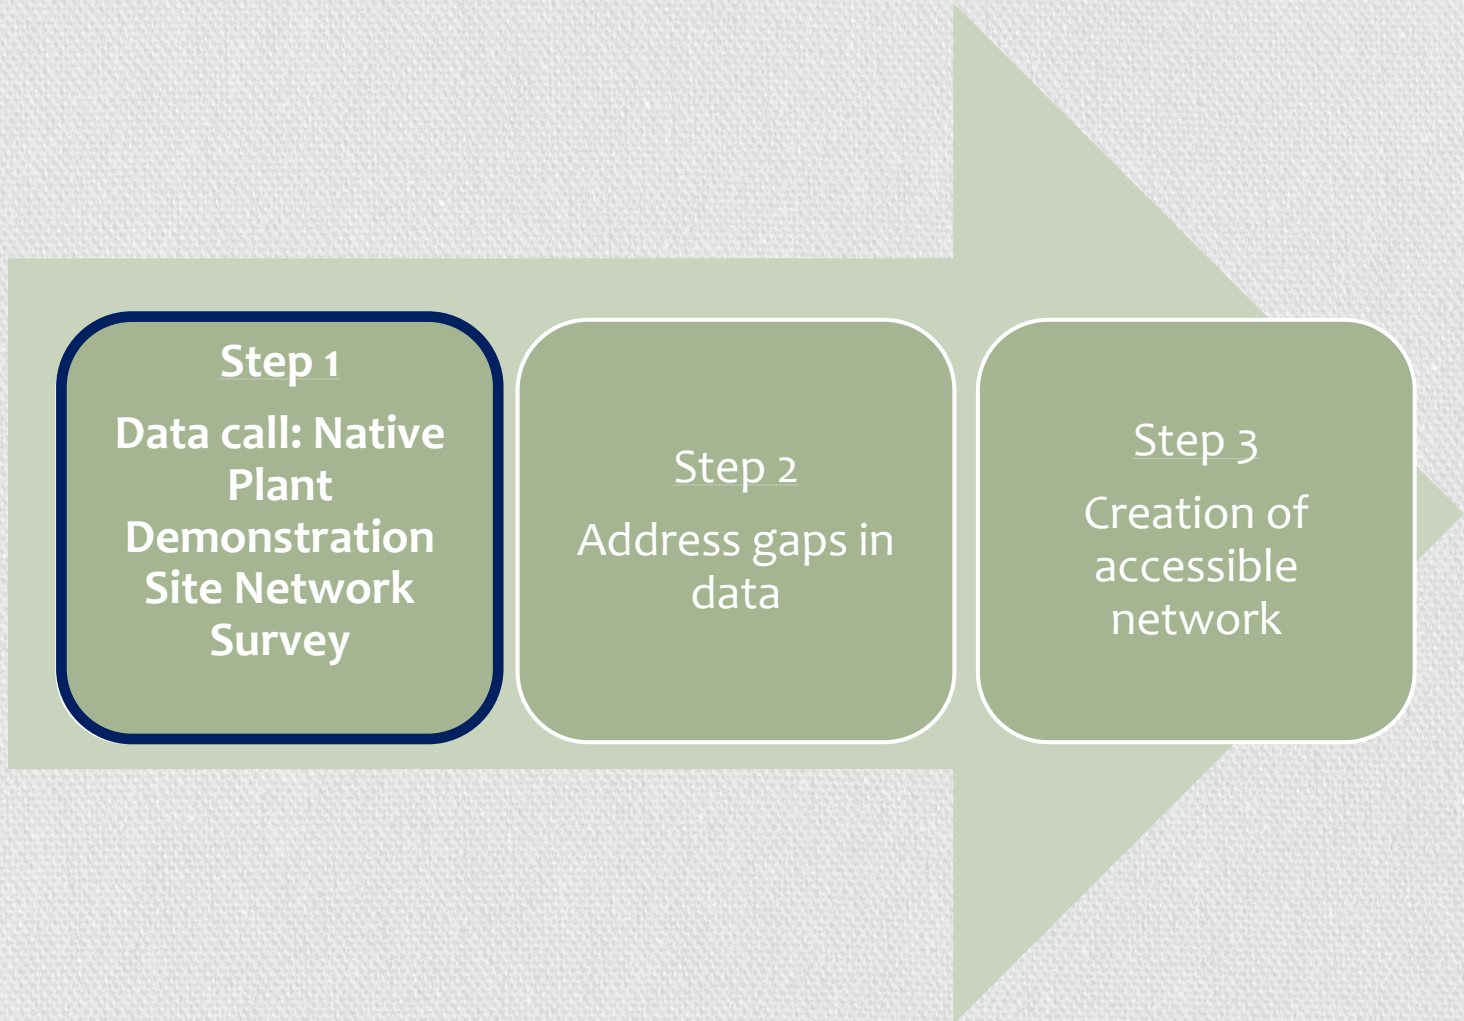 Step 1
Data call: Native
Plant
Demonstration
Site Network
Survey
Step 2
Address gaps in
data
Step 3
Creation of
accessible
network